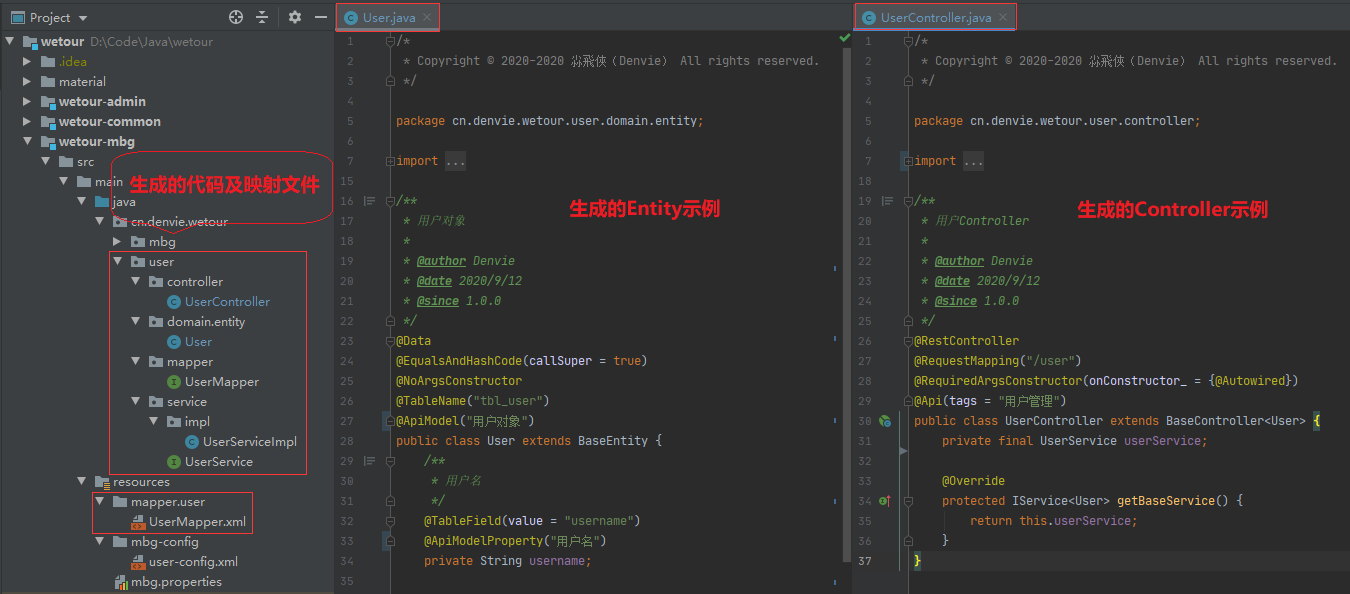 Project
wetour D:\Code\Java\wetour
.idea
material
wetour-admin
wetour-common
wetour-mbg
src
main
生成的代码及映射文件
java
cn.denvie.wetour
mbg
user
controller
UserController
domain.entity
User
mapper
UserMapper
service
impl
UserServiceImpl
UserService
resources
mapper.user
UserMapper.xml
mbg-config
user-config.xml
mbg.properties
User.java
1 /*
2 * Copyright © 2020-2020 尛飛俠（Denvie） All rights reserved.
3 */
4
5 package cn.denvie.wetour.user.domain.entity;
6
7 import ...
15
16 /**
17 * 用户对象
18 *
19 * @author Denvie
20 * @date 2020/9/12
21 * @since 1.0.0
22 */
23 @Data
24 @EqualsAndHashCode(callSuper = true)
25 @NoArgsConstructor
26 @TableName("tbl_user")
27 @ApiModel("用户对象")
28 public class User extends BaseEntity {
29 /**
30 * 用户名
31 */
32 @TableField(value = "username")
33 @ApiModelProperty("用户名")
34 private String username;
35
生成的Entity示例
UserController.java
1 /*
2 * Copyright © 2020-2020 尛飛俠（Denvie） All rights reserved.
3 */
4
5 package cn.denvie.wetour.user.controller;
6
7 import ...
18
19 /**
20 * 用户Controller
21 *
22 * @author Denvie
23 * @date 2020/9/12
24 * @since 1.0.0
25 */
26 @RestController
27 @RequestMapping("/user")
28 @RequiredArgsConstructor(onConstructor_ = {@Autowired})
29 @Api(tags = "用户管理")
30 public class UserController extends BaseController<User> {
31 private final UserService userService;
32
33 @Override
34 protected IService<User> getBaseService() {
35 return this.userService;
36 }
37 }
生成的Controller示例